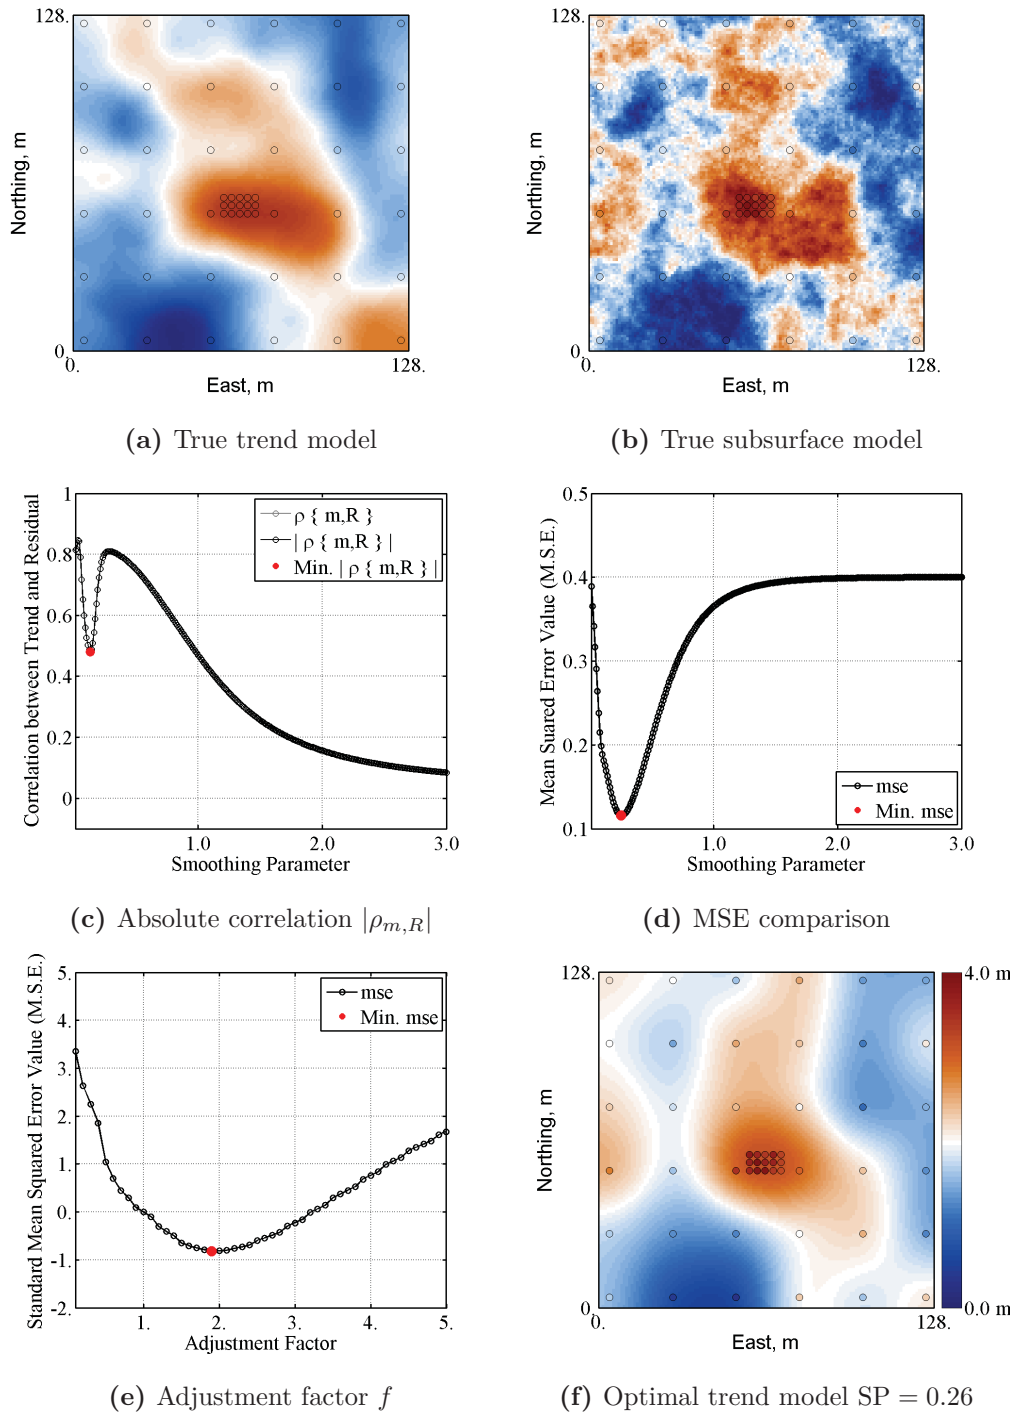 128.
Northing, m
0.
0.
128.
East, m
(a) True trend model
128.
Northing, m
0.
0.
128.
East, m
(b) True subsurface model
Correlation between Trend and Residual
1
0.8
0.6
0.4
0.2
0
ρ { m,R }
| ρ { m,R } |
Min. | ρ { m,R } |
1.0
2.0
3.0
Smoothing Parameter
(c) Absolute correlation |ρm,R|
Mean Suared Error Value (M.S.E.)
0.5
0.4
0.3
0.2
0.1
mse
Min. mse
1.0
2.0
3.0
Smoothing Parameter
(d) MSE comparison
Standard Mean Squared Error Value (M.S.E.)
5.
4.
3.
2.
1.
0.
-1.
-2.
mse
Min. mse
1.
2.
3.
4.
5.
Adjustment Factor
(e) Adjustment factor f
128.
Northing, m
0.
0.
128.
East, m
4.0 m
0.0 m
(f) Optimal trend model SP = 0.26